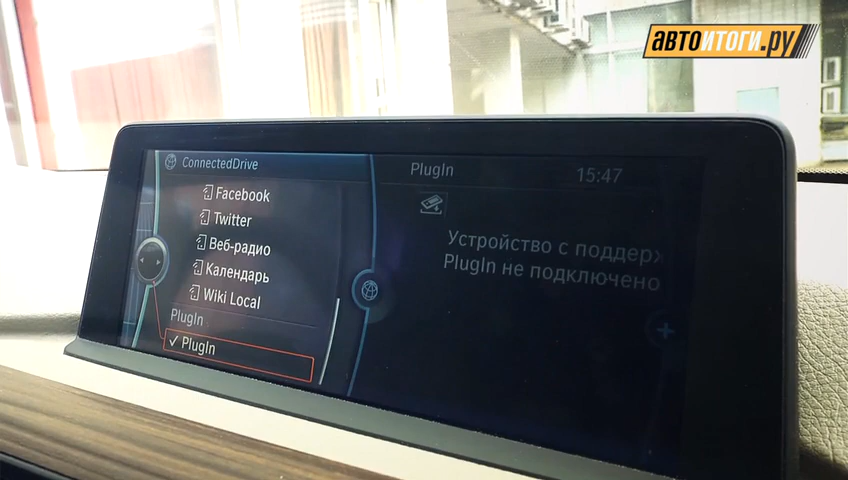 автоитоги.ру
ConnectedDrive
Facebook
Twitter
Веб-радио
Календарь
Wiki Local
PlugIn
✓ PlugIn
PlugIn
15:47
Устройство с поддерж
PlugIn не подключено